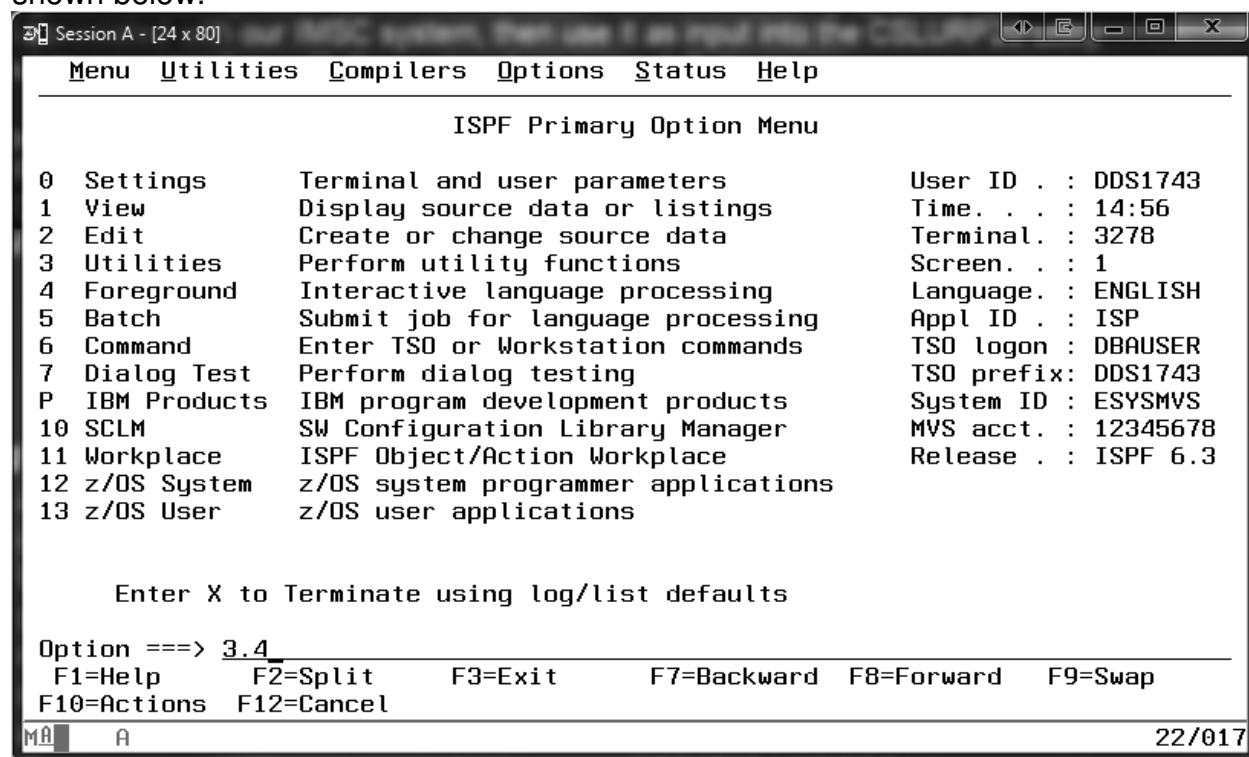 shown below.
Session A - [24 x 80]
Menu Utilities Compilers Options Status Help
ISPF Primary Option Menu
0 Settings Terminal and user parameters User ID . : DDS1743
1 View Display source data or listings Time. . . : 14:56
2 Edit Create or change source data Terminal. : 3278
3 Utilities Perform utility functions Screen. . : 1
4 Foreground Interactive language processing Language. : ENGLISH
5 Batch Submit job for language processing Appl ID . : ISP
6 Command Enter TSO or Workstation commands TSO logon : DBAUSER
7 Dialog Test Perform dialog testing TSO prefix: DDS1743
P IBM Products IBM program development products System ID : ESYSMVS
10 SCLM SW Configuration Library Manager MVS acct. : 12345678
11 Workplace ISPF Object/Action Workplace Release . : ISPF 6.3
12 z/OS System z/OS system programmer applications
13 z/OS User z/OS user applications
Enter X to Terminate using log/list defaults
Option ===> 3.4
F1=Help F2=Split F3=Exit F7=Backward F8=Forward F9=Swap
F10=Actions F12=Cancel
MA A 22/017